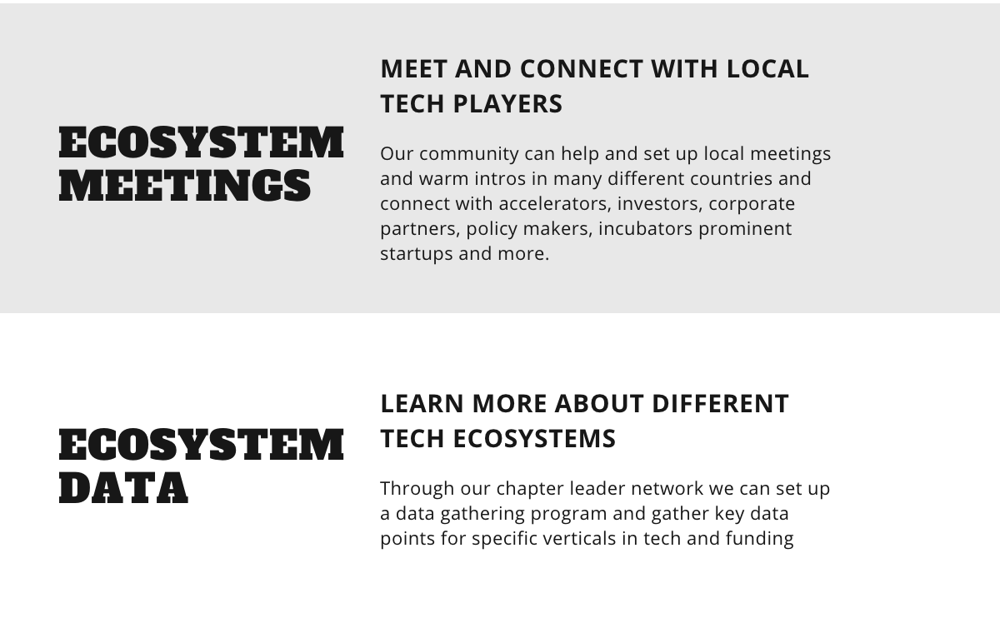 ECOSYSTEM
MEETINGS
MEET AND CONNECT WITH LOCAL
TECH PLAYERS
Our community can help and set up local meetings
and warm intros in many different countries and
connect with accelerators, investors, corporate
partners, policy makers, incubators prominent
startups and more.
ECOSYSTEM
DATA
LEARN MORE ABOUT DIFFERENT
TECH ECOSYSTEMS
Through our chapter leader network we can set up
a data gathering program and gather key data
points for specific verticals in tech and funding